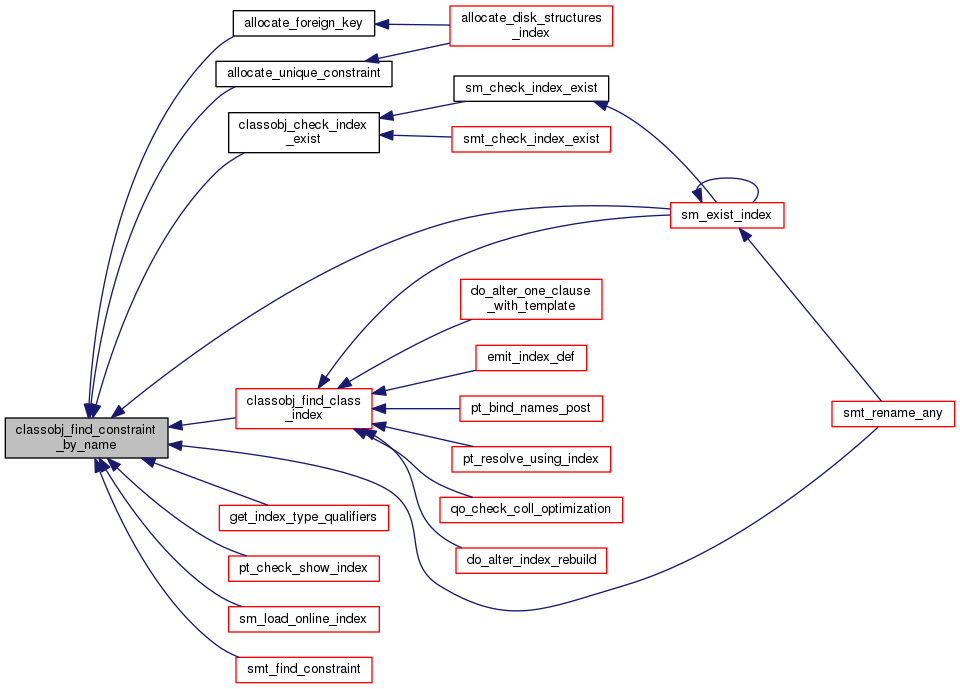 allocate_foreign_key
allocate_disk_structures
_index
allocate_unique_constraint
sm_check_index_exist
classobj_check_index
_exist
smt_check_index_exist
sm_exist_index
do_alter_one_clause
_with_template
emit_index_def
classobj_find_class
_index
pt_bind_names_post
smt_rename_any
classobj_find_constraint
_by_name
pt_resolve_using_index
get_index_type_qualifiers
qo_check_coll_optimization
pt_check_show_index
do_alter_index_rebuild
sm_load_online_index
smt_find_constraint